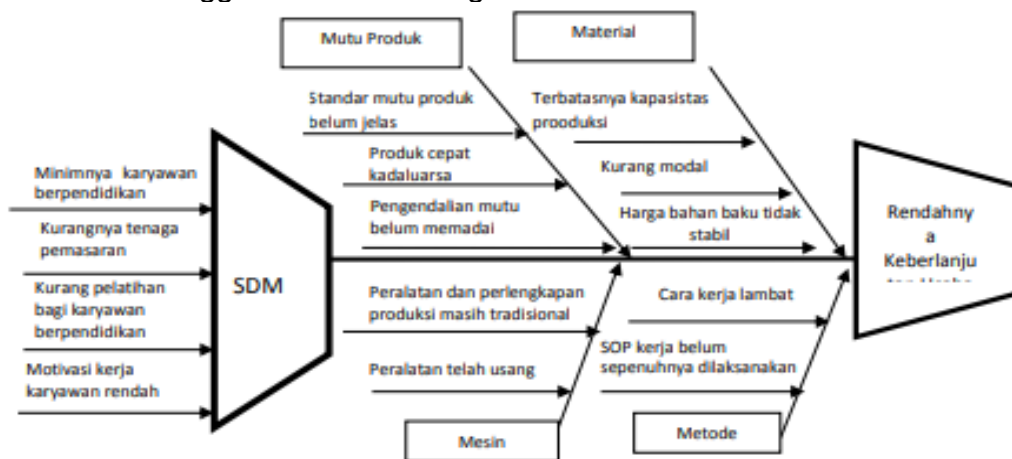 Mutu Produk
Material
Standar mutu produk
belum jelas
Terbatasnya kapasistas
prooduksi
Produk cepat
kadaluarsa
Kurang modal
Pengendalian mutu
belum memadai
Harga bahan baku tidak
stabil
Minimnya karyawan
berpendidikan
Kurangnya tenaga
pemasaran
Kurang pelatihan
bagi karyawan
berpendidikan
Motivasi kerja
karyawan rendah
SDM
Rendahny
a
Keberlanju
Peralatan dan perlengkapan
produksi masih tradisional
Cara kerja lambat
Peralatan telah usang
SOP kerja belum
sepenuhnya dilaksanakan
Mesin
Metode